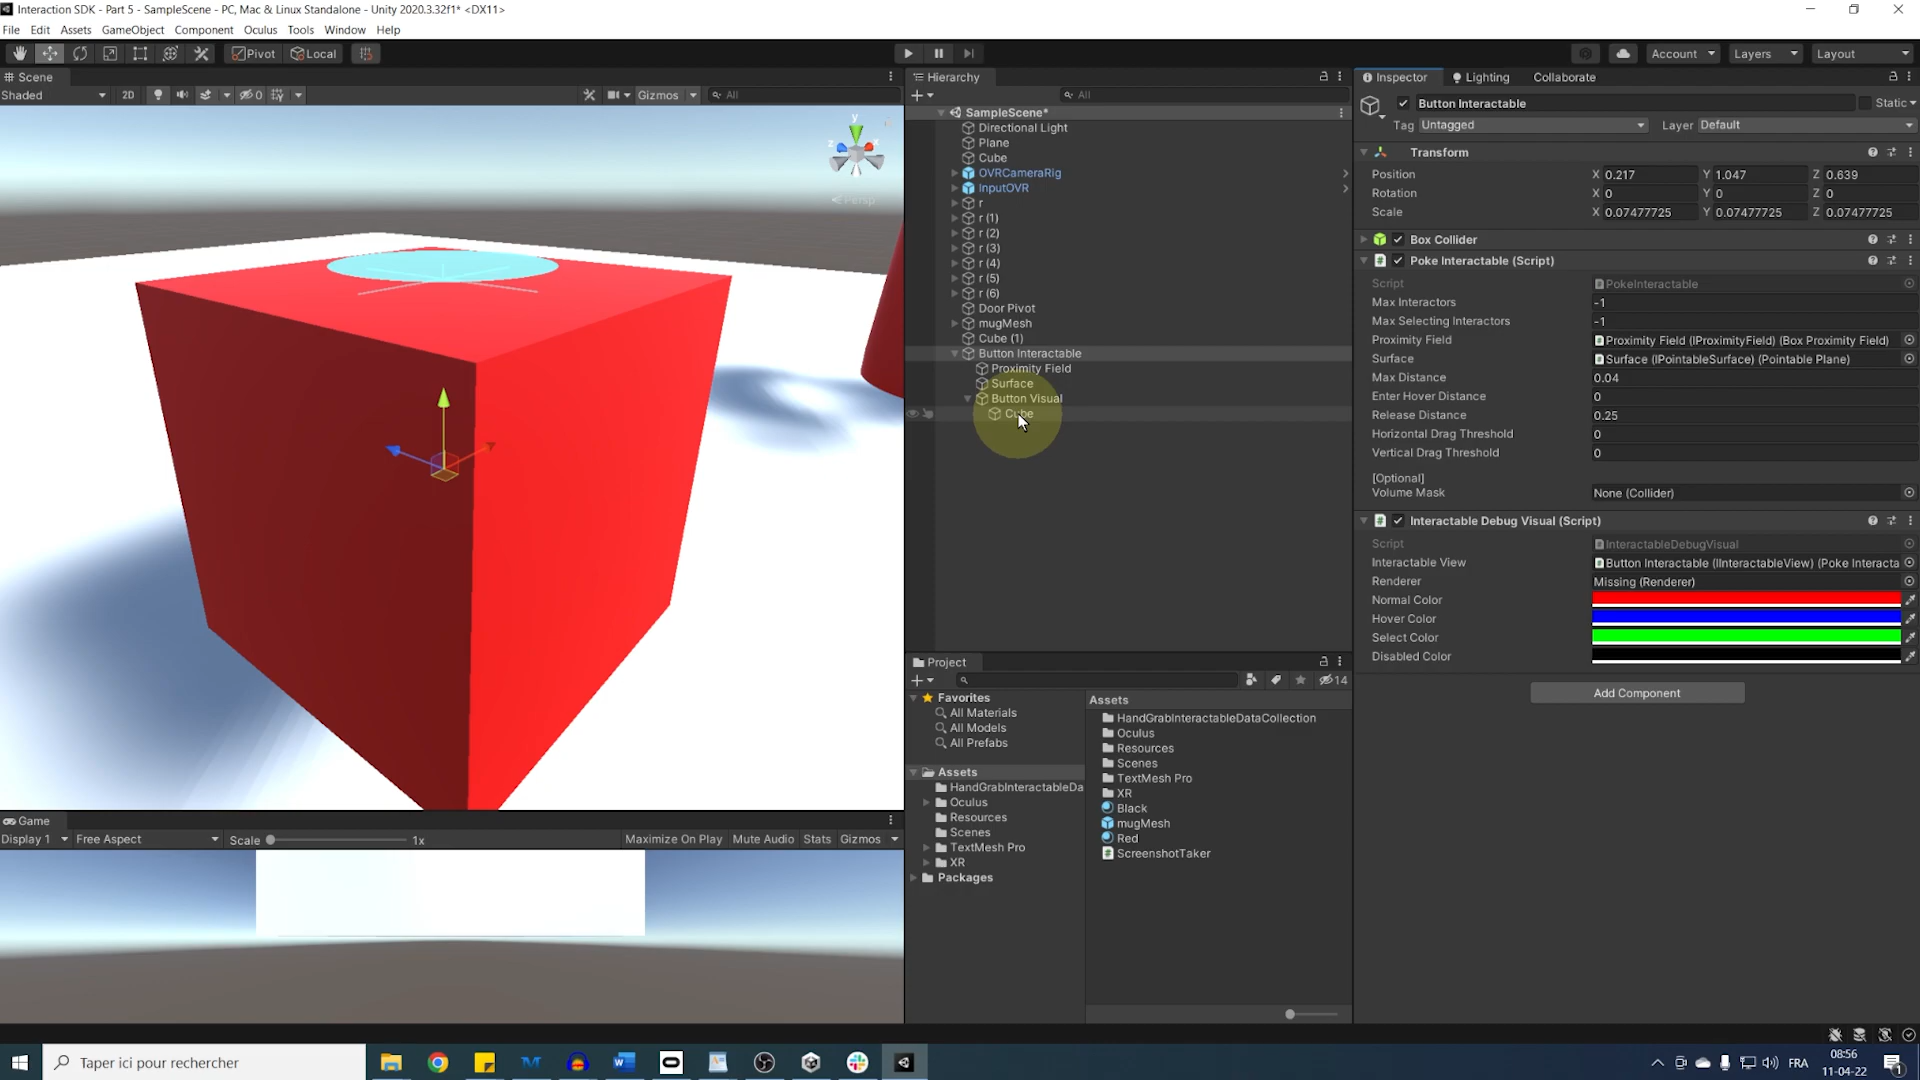 Interaction SDK - Part 5 - SampleScene - PC, Mac & Linux Standalone - Unity 2020.3.32f1* <DX11>
File Edit Assets GameObject Component Oculus Tools Window Help
Pivot Local
Account Layers Layout
Scene
Shaded 2D 0 Gizmos All
y
x
z
Persp
Hierarchy
All
SampleScene*
Directional Light
Plane
Cube
OVRCameraRig
InputOVR
r
r (1)
r (2)
r (3)
r (4)
r (5)
r (6)
Door Pivot
mugMesh
Cube (1)
Button Interactable
Proximity Field
Surface
Button Visual
Cube
Inspector Lighting Collaborate
Button Interactable Static
Tag Untagged Layer Default
Transform
Position X 0.217 Y 1.047 Z 0.639
Rotation X 0 Y 0 Z 0
Scale X 0.07477725 Y 0.07477725 Z 0.07477725
Box Collider
Poke Interactable (Script)
Script PokeInteractable
Max Interactors -1
Max Selecting Interactors -1
Proximity Field Proximity Field (IProximityField) (Box Proximity Field)
Surface Surface (IPointableSurface) (Pointable Plane)
Max Distance 0.04
Enter Hover Distance 0
Release Distance 0.25
Horizontal Drag Threshold 0
Vertical Drag Threshold 0
[Optional]
Volume Mask None (Collider)
Interactable Debug Visual (Script)
Script InteractableDebugVisual
Interactable View Button Interactable (IInteractableView) (Poke Interacta
Renderer Missing (Renderer)
Normal Color
Hover Color
Select Color
Disabled Color
Add Component
Project
14
Favorites
All Materials
All Models
All Prefabs
Assets
HandGrabInteractableDa
Oculus
Resources
Scenes
TextMesh Pro
XR
Packages
Assets
HandGrabInteractableDataCollection
Oculus
Resources
Scenes
TextMesh Pro
XR
Black
mugMesh
Red
ScreenshotTaker
Game
Display 1 Free Aspect Scale 1x Maximize On Play Mute Audio Stats Gizmos
Taper ici pour rechercher
FRA
08:56
11-04-22
1